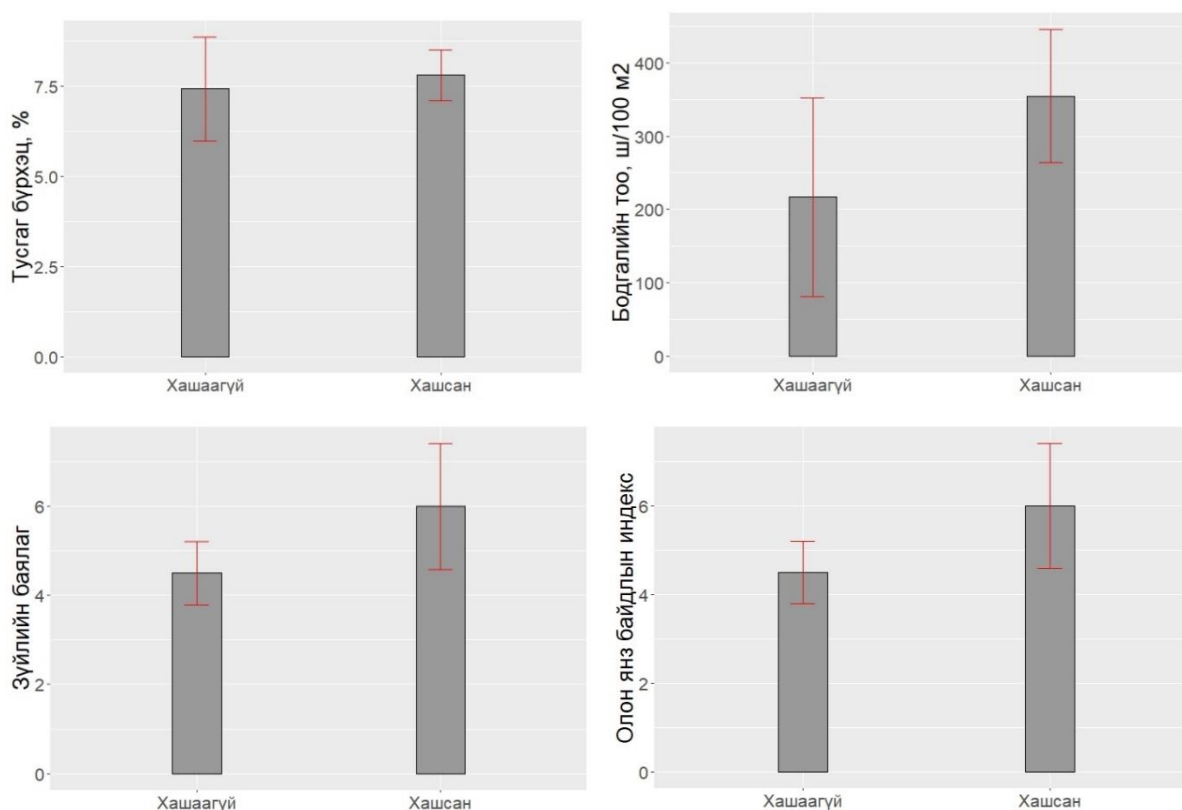 Тусгаг бүрхэц, %
7.5
5.0
2.5
0.0
Хашаагүй Хашсан
Бодгалийн тоо, ш/100 м2
400
300
200
100
0
Хашаагүй Хашсан
Зүйлийн баялаг
6
4
2
0
Хашаагүй Хашсан
Олон янз байдлын индекс
6
4
2
0
Хашаагүй Хашсан